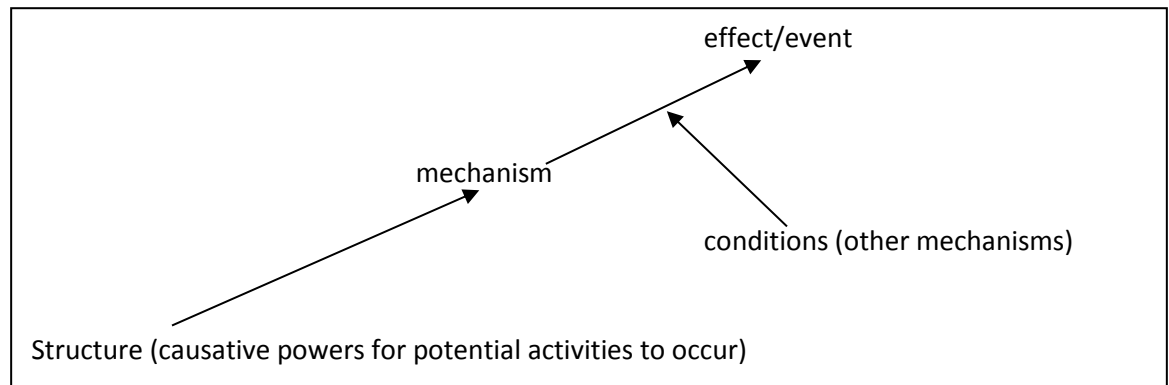 effect/event
mechanism
conditions (other mechanisms)
Structure (causative powers for potential activities to occur)